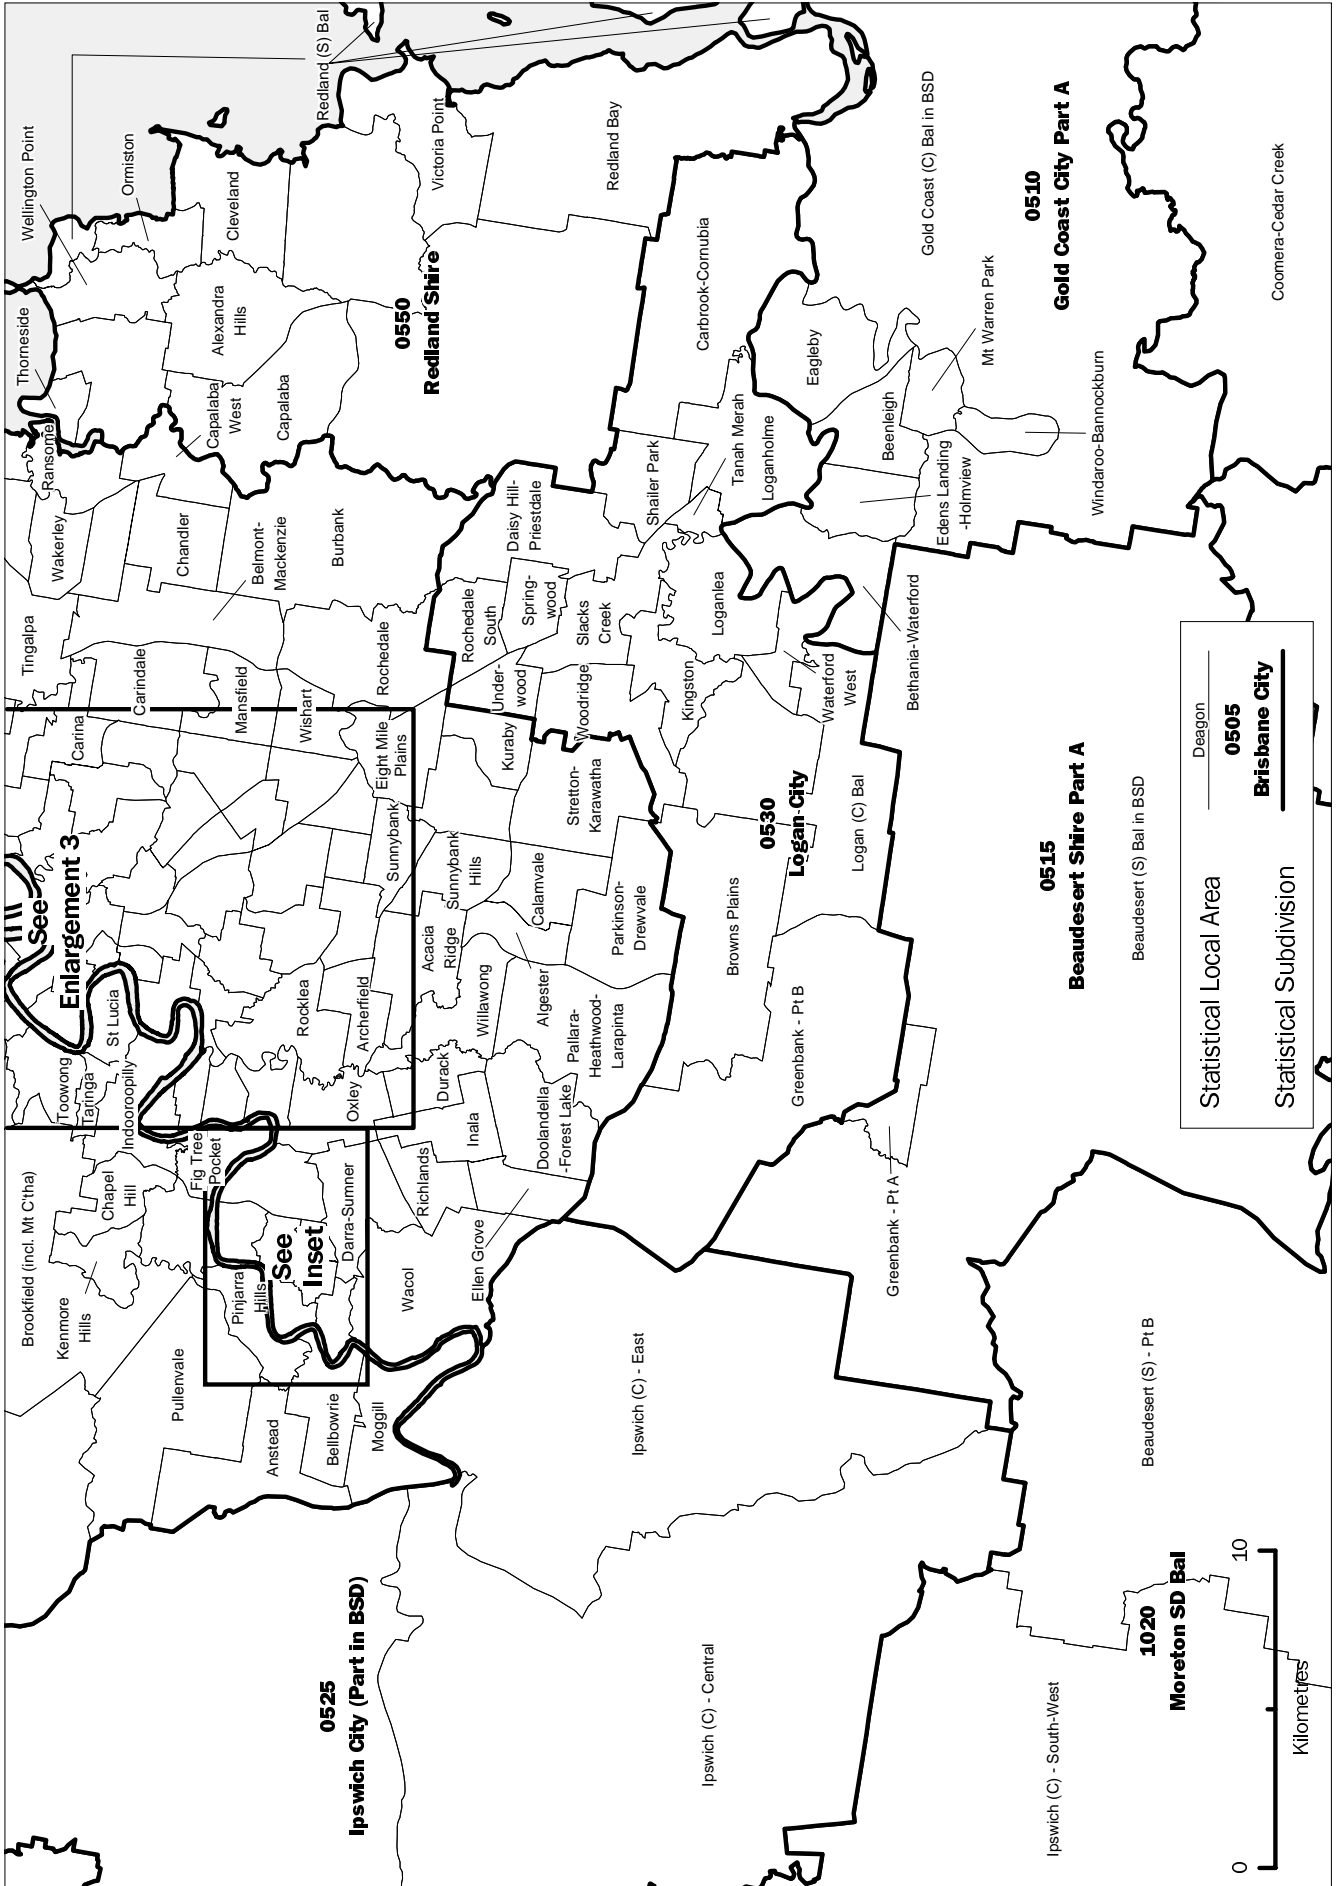 Brookfield (incl. Mt C'tha)
Kenmore
Hills
Chapel
Hill
Toowong
Taringa
St Lucia
Indooroopilly
Fig Tree
Pocket
Pullenvale
Pinjarra
Hills
See
Inset
Anstead
Bellbowrie
Moggill
Darra-Sumner
Wacol
Ellen Grove
Richlands
Inala
Doolandella
-Forest Lake
Durack
Oxley
Archerfield
Rocklea
Willawong
Algester
Pallara-
Heathwood-
Larapinta
Acacia
Ridge
Sunnybank
Hills
Sunnybank
Calamvale
Parkinson-
Drewvale
Stretton-
Karawatha
Kuraby
Eight Mile
Plains
See
Enlargement 3
Carina
Carindale
Mansfield
Wishart
Rochedale
Tingalpa
Wakerley
Ransome
Chandler
Belmont-
Mackenzie
Burbank
Thorneside
Wellington Point
Ormiston
Cleveland
Alexandra
Hills
Capalaba
West
Capalaba
Redland (S) Bal
Victoria Point
Redland Bay
0550
Redland Shire
Rochedale
South
Under-
wood
Spring-
wood
Daisy Hill-
Priestdale
Slacks
Creek
Woodridge
Shailer Park
Tanah Merah
Loganholme
Carbrook-Cornubia
Kingston
Loganlea
Waterford
West
0530
Logan City
Logan (C) Bal
Browns Plains
Greenbank - Pt B
Greenbank - Pt A
Eagleby
Beenleigh
Edens Landing
-Holmview
Bethania-Waterford
Mt Warren Park
Windaroo-Bannockburn
Gold Coast (C) Bal in BSD
0510
Gold Coast City Part A
Coomera-Cedar Creek
0515
Beaudesert Shire Part A
Beaudesert (S) Bal in BSD
Beaudesert (S) - Pt B
0525
Ipswich City (Part in BSD)
Ipswich (C) - East
Ipswich (C) - Central
Ipswich (C) - South-West
1020
Moreton SD Bal
Statistical Local Area
Deagon
Statistical Subdivision
0505
Brisbane City
0
10
Kilometres